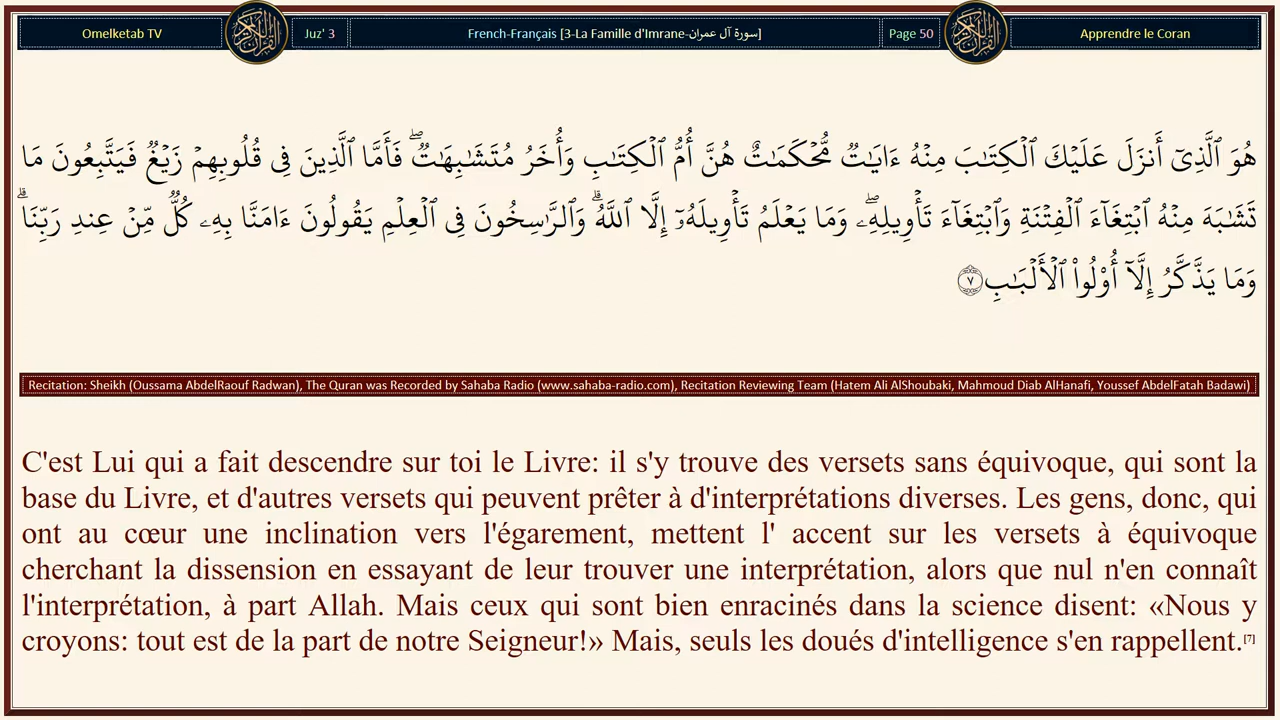 Omelketab TV
Juz' 3
French-Français [3-La Famille d'Imrane-سورة آل عمران]
Page 50
Apprendre le Coran
هُوَ ٱلَّذِىٓ أَنزَلَ عَلَيْكَ ٱلْكِتَـٰبَ مِنْهُ ءَايَـٰتٌ مُّحْكَمَـٰتٌ هُنَّ أُمُّ ٱلْكِتَـٰبِ وَأُخَرُ مُتَشَـٰبِهَـٰتٌ ۖ فَأَمَّا ٱلَّذِينَ فِى قُلُوبِهِمْ زَيْغٌ فَيَتَّبِعُونَ مَا
تَشَـٰبَهَ مِنْهُ ٱبْتِغَآءَ ٱلْفِتْنَةِ وَٱبْتِغَآءَ تَأْوِيلِهِۦ ۖ وَمَا يَعْلَمُ تَأْوِيلَهُۥٓ إِلَّا ٱللَّهُ ۗ وَٱلرَّٰسِخُونَ فِى ٱلْعِلْمِ يَقُولُونَ ءَامَنَّا بِهِۦ كُلٌّ مِّنْ عِندِ رَبِّنَا ۗ
وَمَا يَذَّكَّرُ إِلَّآ أُو۟لُوا۟ ٱلْأَلْبَـٰبِ ٧
Recitation: Sheikh (Oussama AbdelRaouf Radwan), The Quran was Recorded by Sahaba Radio (www.sahaba-radio.com), Recitation Reviewing Team (Hatem Ali AlShoubaki, Mahmoud Diab AlHanafi, Youssef AbdelFatah Badawi)
C'est Lui qui a fait descendre sur toi le Livre: il s'y trouve des versets sans équivoque, qui sont la
base du Livre, et d'autres versets qui peuvent prêter à d'interprétations diverses. Les gens, donc, qui
ont au cœur une inclination vers l'égarement, mettent l' accent sur les versets à équivoque
cherchant la dissension en essayant de leur trouver une interprétation, alors que nul n'en connaît
l'interprétation, à part Allah. Mais ceux qui sont bien enracinés dans la science disent: «Nous y
croyons: tout est de la part de notre Seigneur!» Mais, seuls les doués d'intelligence s'en rappellent.[7]